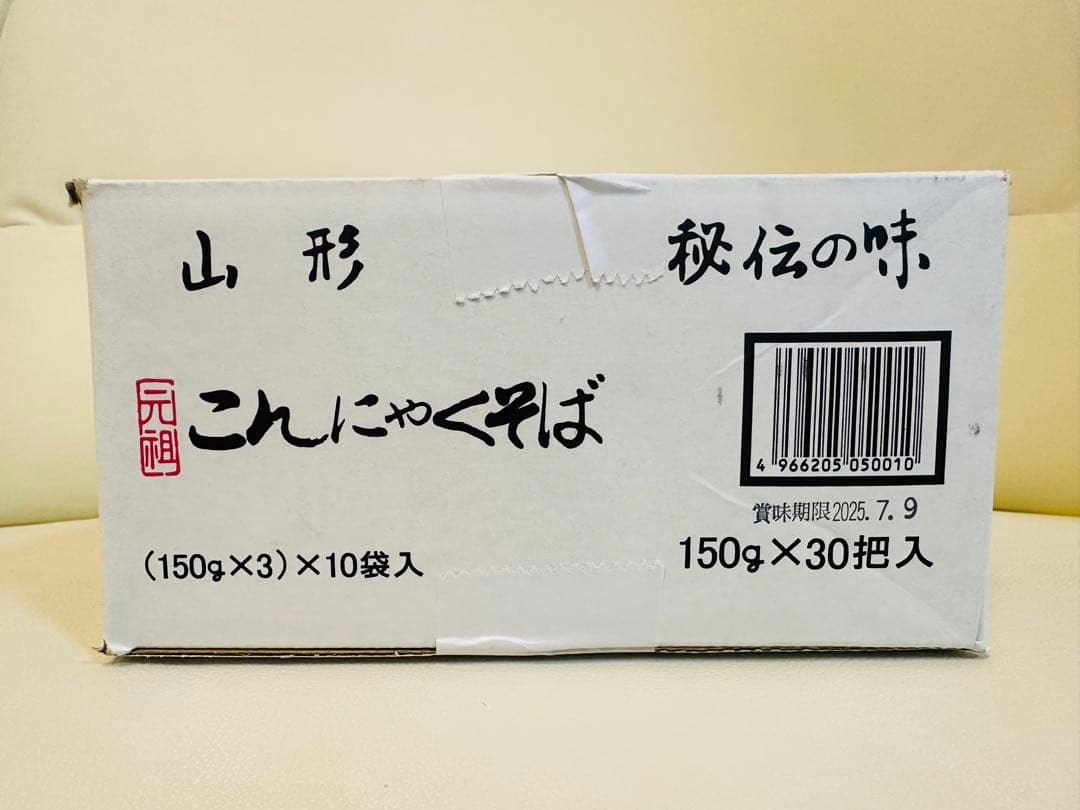 山形
秘伝の味
元祖
こんにゃくそば
4 966205 050010
賞味期限2025.7.9
(150g×3)×10袋入
150g×30把入